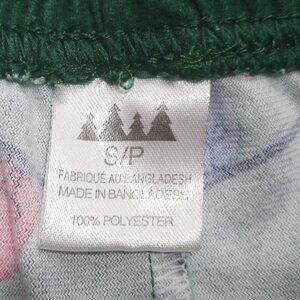 S/P
FABRIQUÉ AU BANGLADESH
MADE IN BANGLADESH
100% POLYESTER